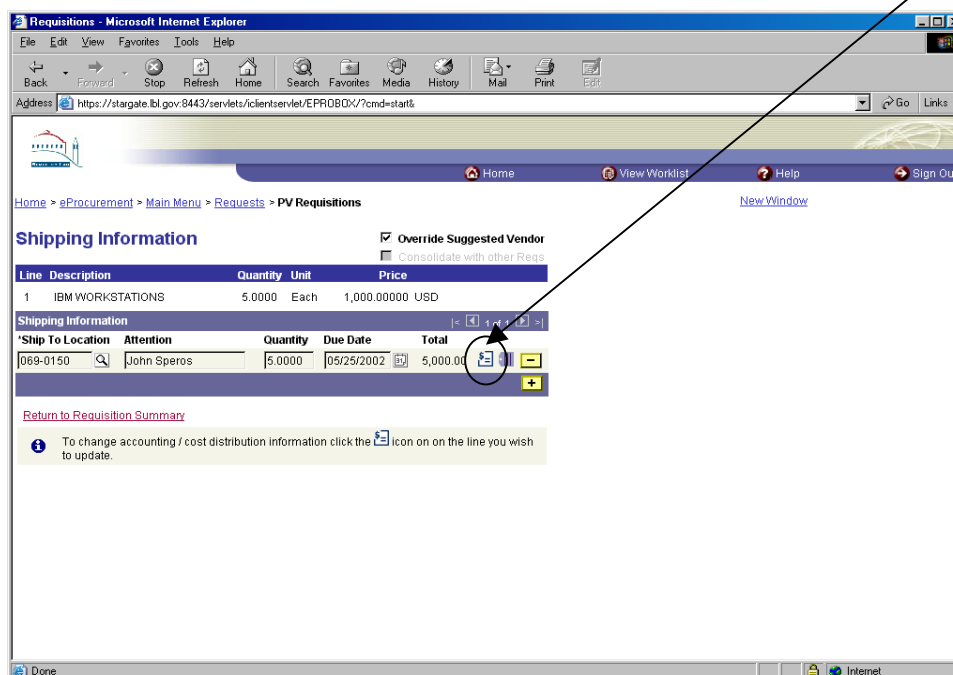 Requisitions - Microsoft Internet Explorer
File Edit View Favorites Tools Help
Back Forward Stop Refresh Home Search Favorites Media History Mail Print Edit
Address https://stargate.lbl.gov:8443/servlets/iclientservlet/EPROBOX/?cmd=start& Go Links
Home View Worklist Help Sign Ou
Home > eProcurement > Main Menu > Requests > PV Requisitions New Window
Shipping Information Override Suggested Vendor
Consolidate with other Reqs
Line Description Quantity Unit Price
1 IBM WORKSTATIONS 5.0000 Each 1,000.00000 USD
Shipping Information |< 1 of 1 >|
*Ship To Location Attention Quantity Due Date Total
069-0150 John Speros 5.0000 05/25/2002 5,000.00
Return to Requisition Summary
To change accounting / cost distribution information click the icon on on the line you wish
to update.
Done Internet